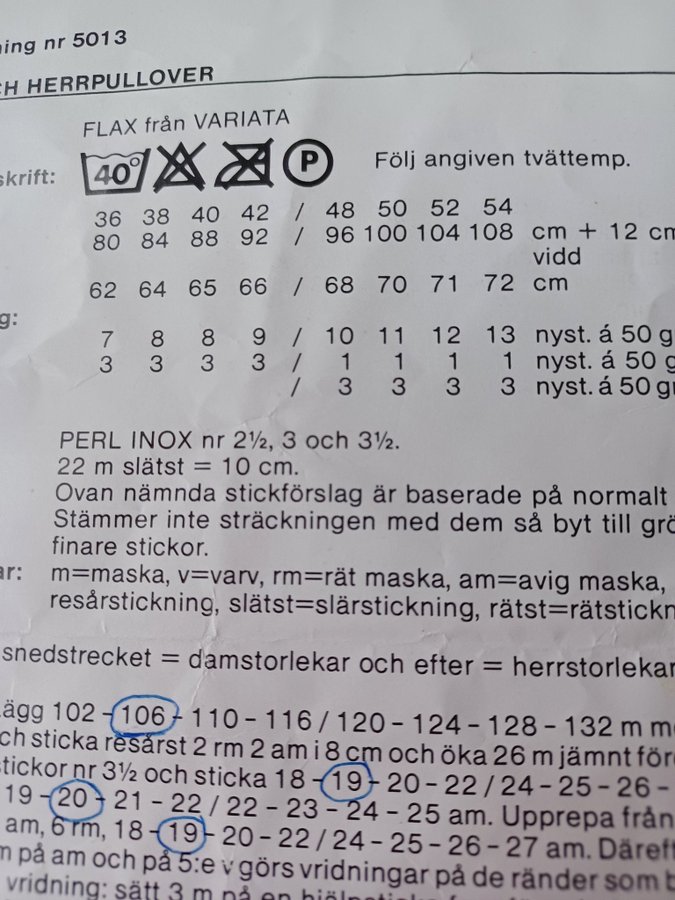 ing nr 5013
CH HERRPULLOVER
FLAX från VARIATA
skrift: 40° P Följ angiven tvättemp.
36 38 40 42 / 48 50 52 54
80 84 88 92 / 96 100 104 108 cm + 12 cm
vidd
62 64 65 66 / 68 70 71 72 cm
g:
7 8 8 9 / 10 11 12 13 nyst. á 50 g
3 3 3 3 / 1 1 1 1 nyst. á 50 g
/ 3 3 3 3 nyst. á 50 gr
PERL INOX nr 2½, 3 och 3½.
22 m slätst = 10 cm.
Ovan nämnda stickförslag är baserade på normalt
Stämmer inte sträckningen med dem så byt till grö
finare stickor.
ar: m=maska, v=varv, rm=rät maska, am=avig maska,
resårstickning, slätst=slärstickning, rätst=rätstickn
snedstrecket = damstorlekar och efter = herrstorlekar
Lägg 102 - 106 - 110 - 116 / 120 - 124 - 128 - 132 m me
ch sticka resårst 2 rm 2 am i 8 cm och öka 26 m jämnt för
stickor nr 3½ och sticka 18 - 19 - 20 - 22 / 24 - 25 - 26 -
19 - 20 - 21 - 22 / 22 - 23 - 24 - 25 am. Upprepa från
am, 6 rm, 18 - 19 - 20 - 22 / 24 - 25 - 26 - 27 am. Däreft
m på am och på 5:e v görs vridningar på de ränder som b
vridning: sätt 3 m på en